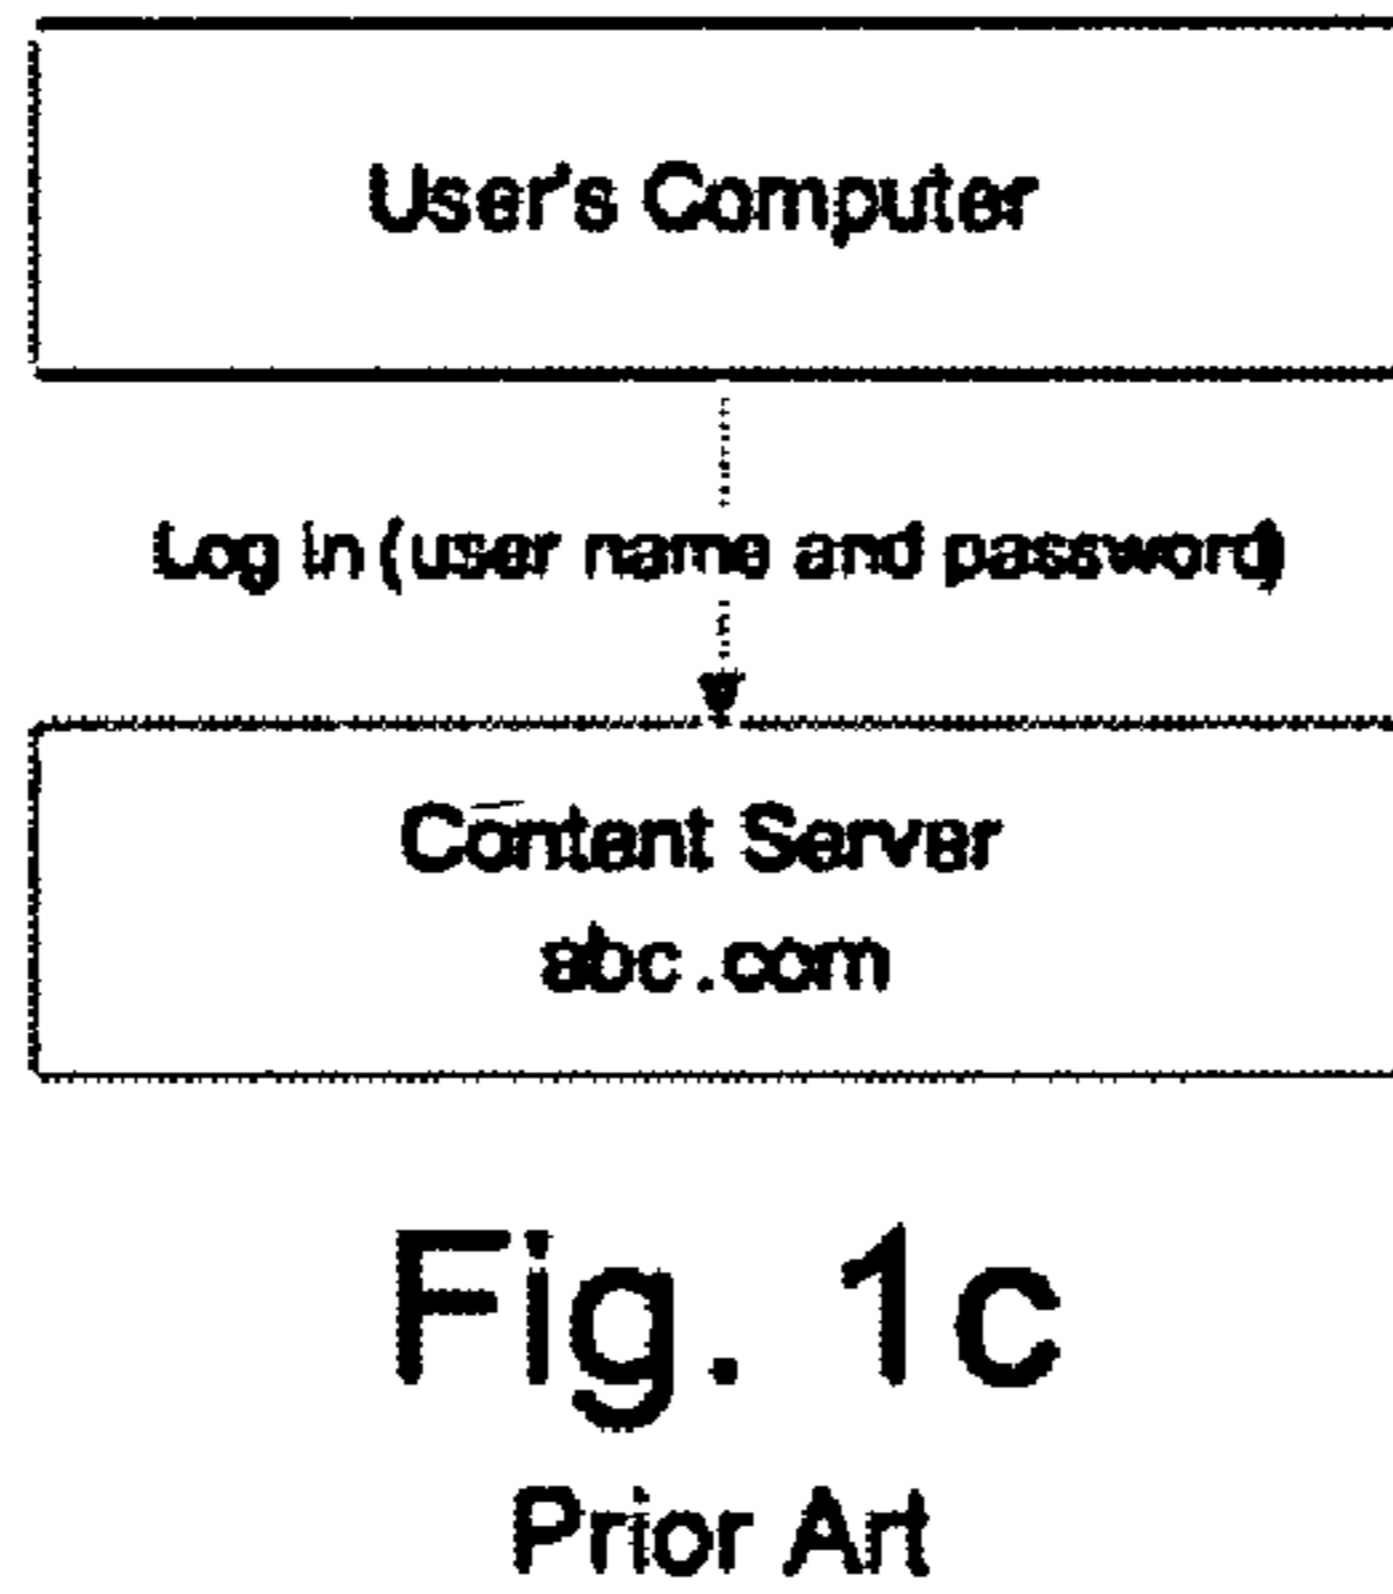 User's Computer
Log in (user name and password)
Content Server
abc.com
Fig. 1c
Prior Art